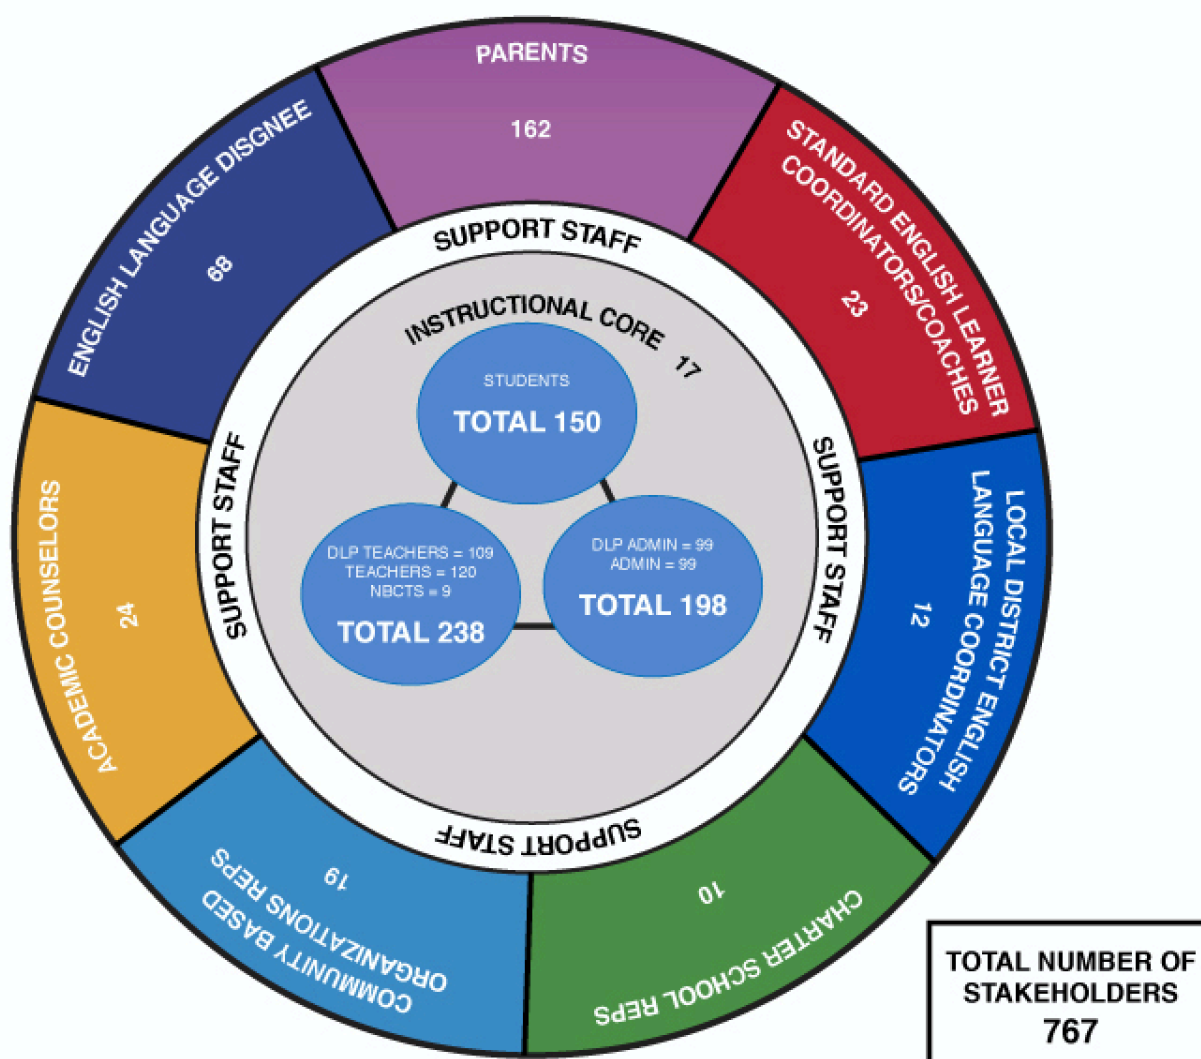 PARENTS
162
STANDARD ENGLISH LEARNER
COORDINATORS/COACHES
23
LOCAL DISTRICT ENGLISH
LANGUAGE COORDINATORS
12
CHARTER SCHOOL REPS
10
COMMUNITY BASED
ORGANIZATIONS REPS
19
ACADEMIC COUNSELORS
24
ENGLISH LANGUAGE DISGNEE
68
SUPPORT STAFF
SUPPORT STAFF
SUPPORT STAFF
SUPPORT STAFF
INSTRUCTIONAL CORE 17
STUDENTS
TOTAL 150
DLP TEACHERS = 109
TEACHERS = 120
NBCTS = 9
TOTAL 238
DLP ADMIN = 99
ADMIN = 99
TOTAL 198
TOTAL NUMBER OF
STAKEHOLDERS
767